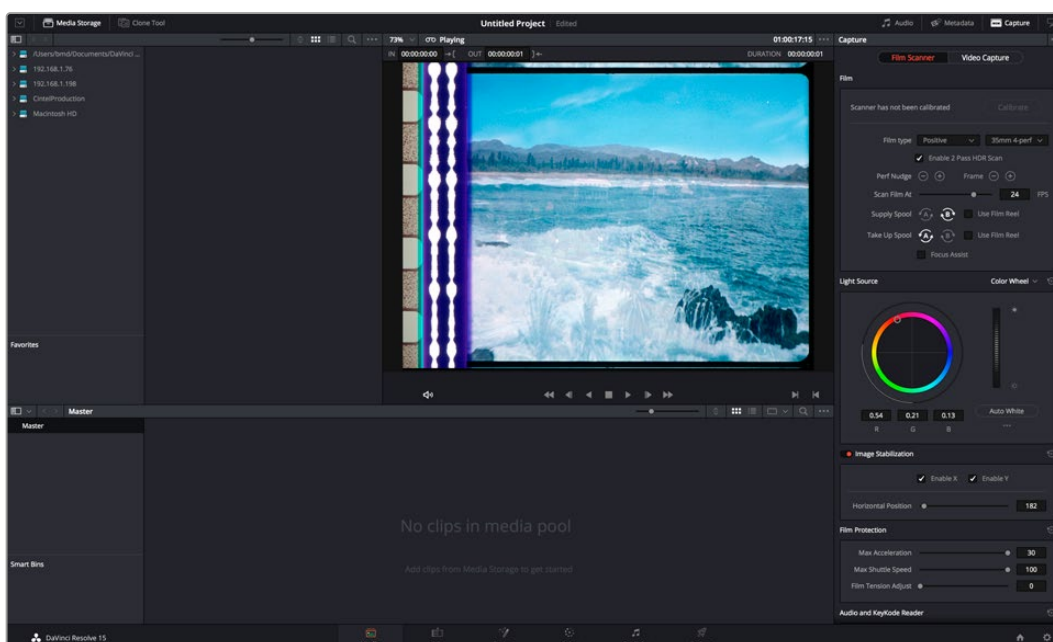 Media Storage Clone Tool Untitled Project Edited Audio Metadata Capture
73% Playing 01:00:17:15 Capture
IN 00:00:00:00 OUT 00:00:00:01 DURATION 00:00:00:01
Film Scanner Video Capture
/Users/bmd/Documents/DaVinci ...
192.168.1.76
192.168.1.198
CintelProduction
Macintosh HD
Film
Scanner has not been calibrated Calibrate
Film type Positive 35mm 4-perf
Enable 2 Pass HDR Scan
Perf Nudge Frame
Scan Film At 24 FPS
Supply Spool A B Use Film Reel
Take Up Spool A B Use Film Reel
Focus Assist
Light Source Color Wheel
Favorites
0.54 0.21 0.13 Auto White
R G B
Master
Master
Image Stabilization
Enable X Enable Y
Horizontal Position 182
No clips in media pool
Add clips from Media Storage to get started
Film Protection
Max Acceleration 30
Max Shuttle Speed 100
Film Tension Adjust 0
Smart Bins
Audio and KeyKode Reader
DaVinci Resolve 15